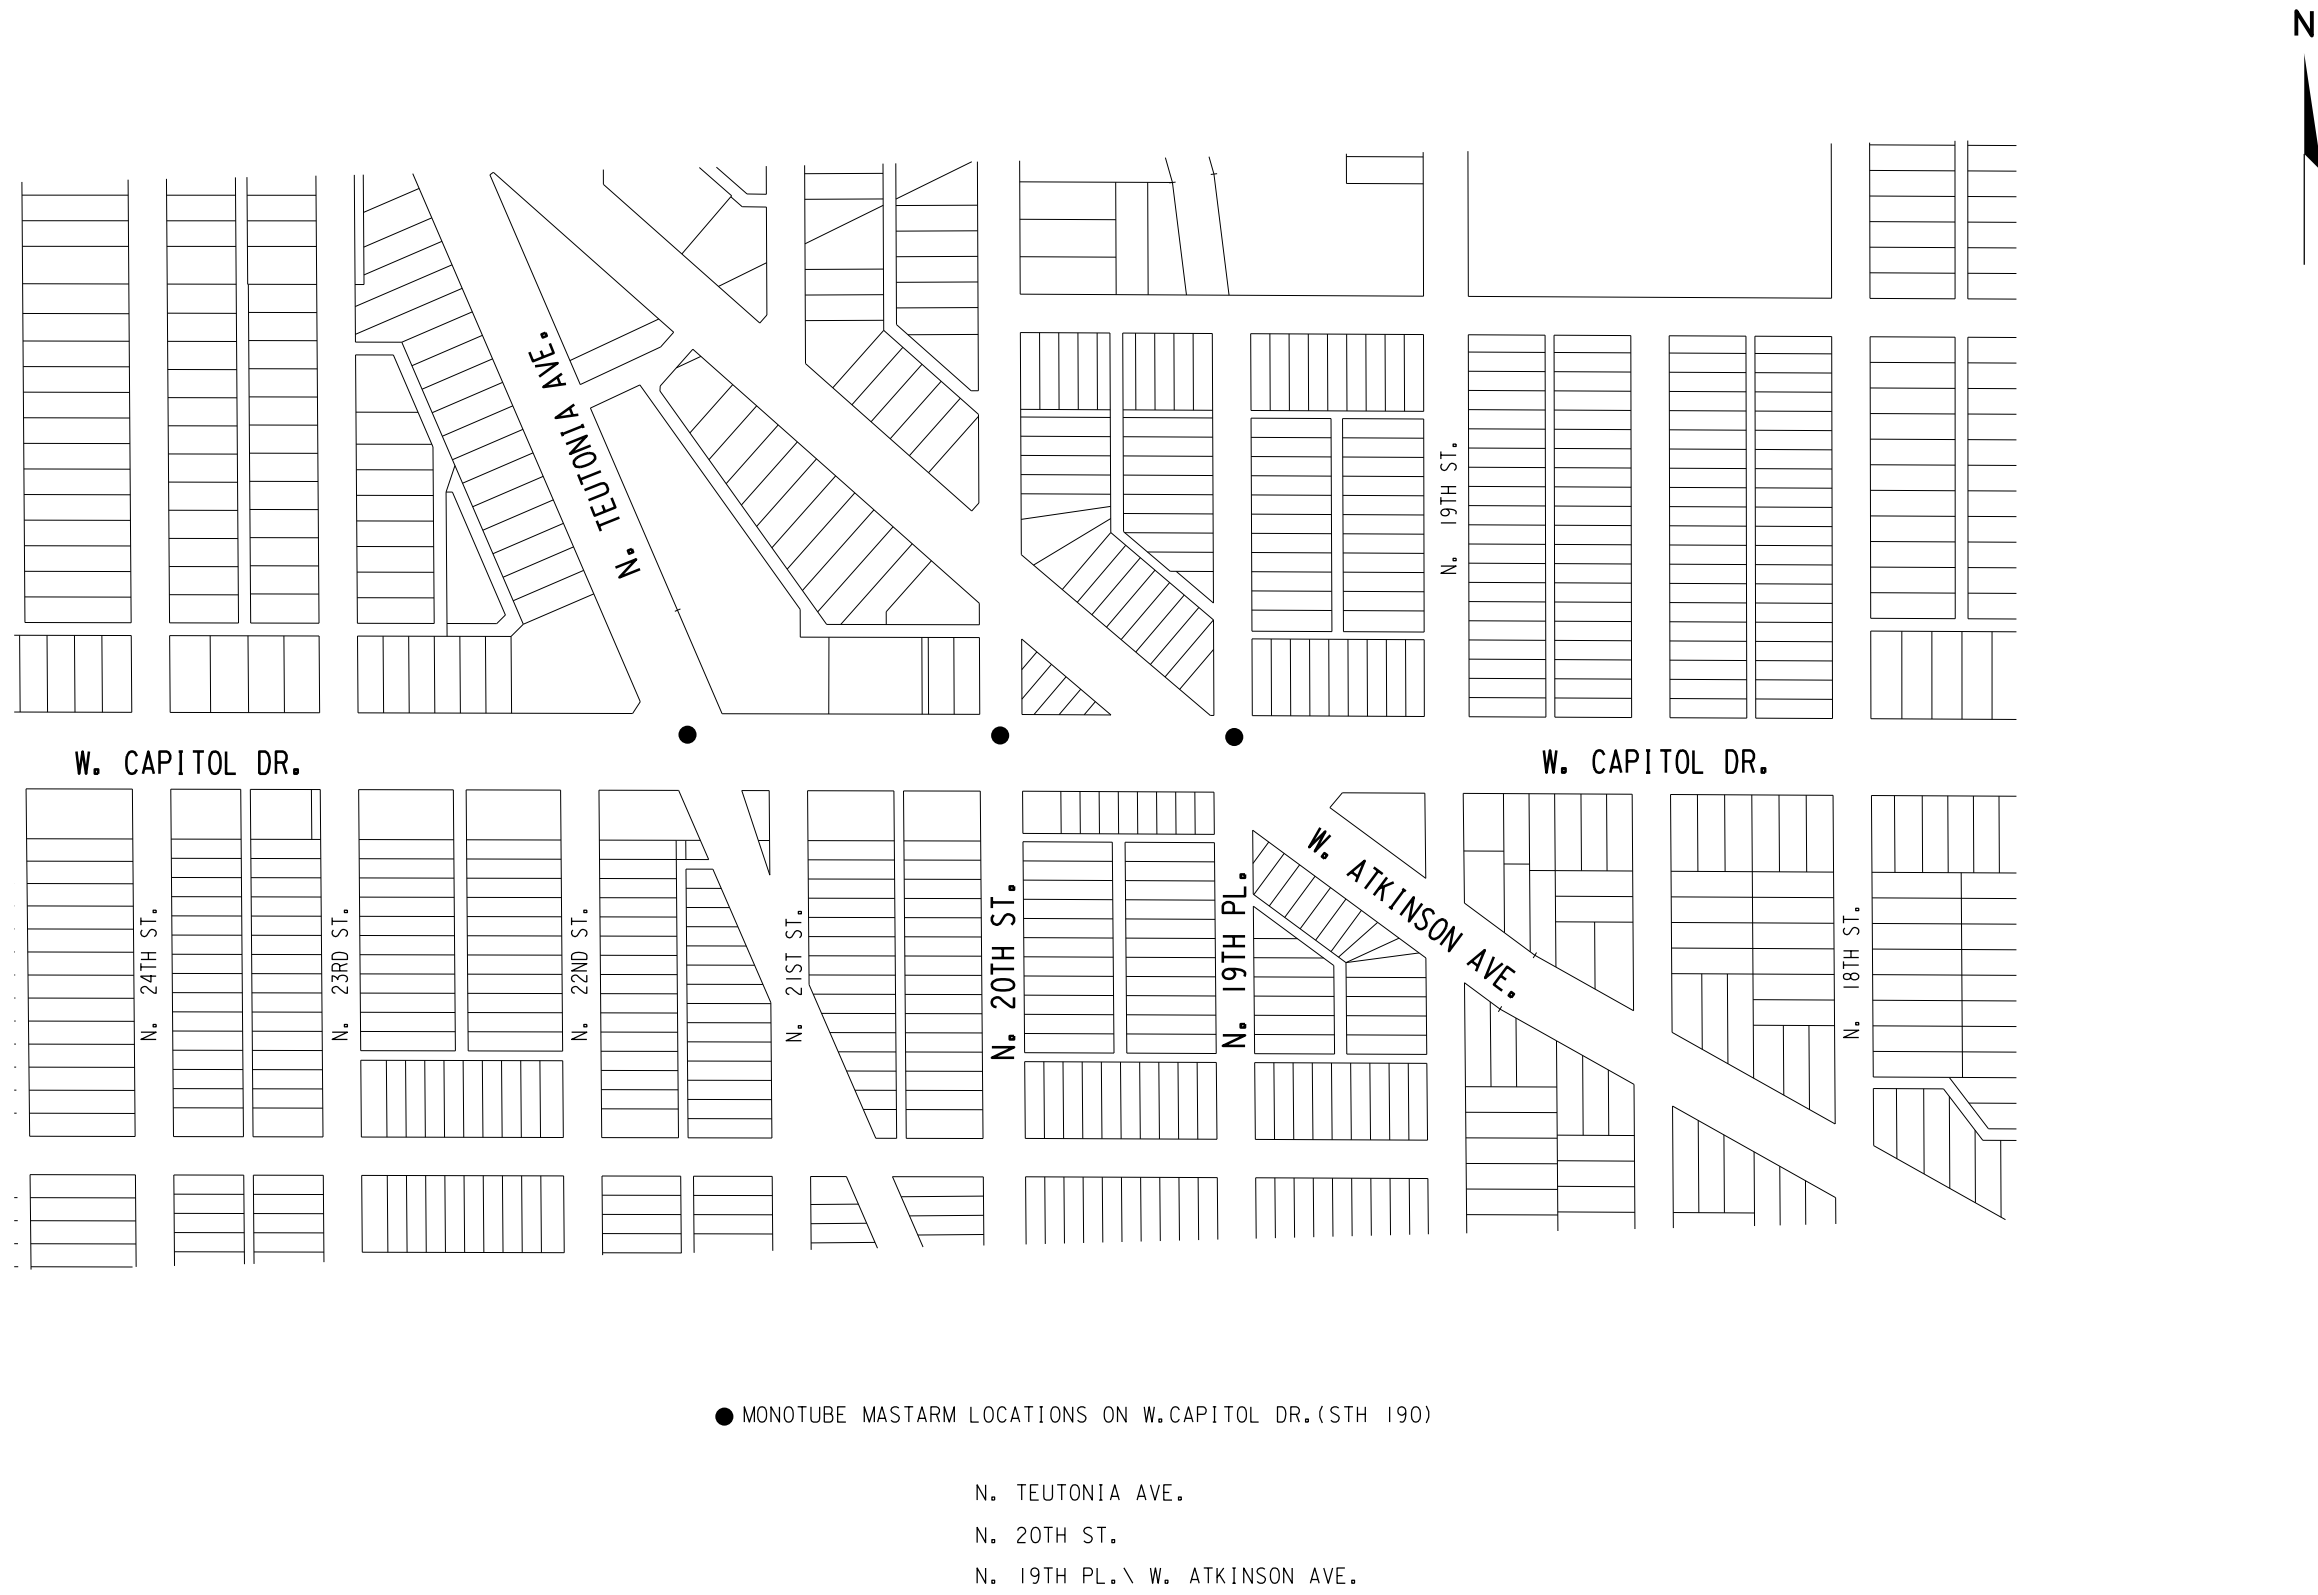 N
N. TEUTONIA AVE.
N. 19TH ST.
W. CAPITOL DR.
W. CAPITOL DR.
N. 24TH ST.
N. 23RD ST.
N. 22ND ST.
N. 21ST ST.
N. 20TH ST.
N. 19TH PL.
W. ATKINSON AVE.
N. 18TH ST.
MONOTUBE MASTARM LOCATIONS ON W.CAPITOL DR.(STH 190)
N. TEUTONIA AVE.
N. 20TH ST.
N. 19TH PL.\ W. ATKINSON AVE.